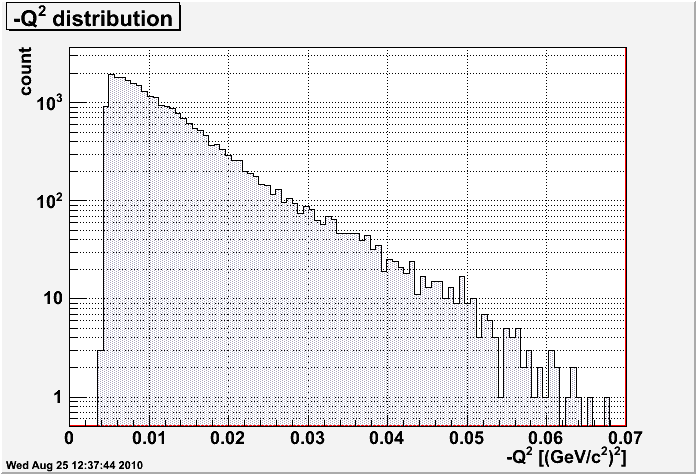 -Q² distribution
count
10³
10²
10
1
0 0.01 0.02 0.03 0.04 0.05 0.06 0.07
-Q² [(GeV/c²)²]
Wed Aug 25 12:37:44 2010